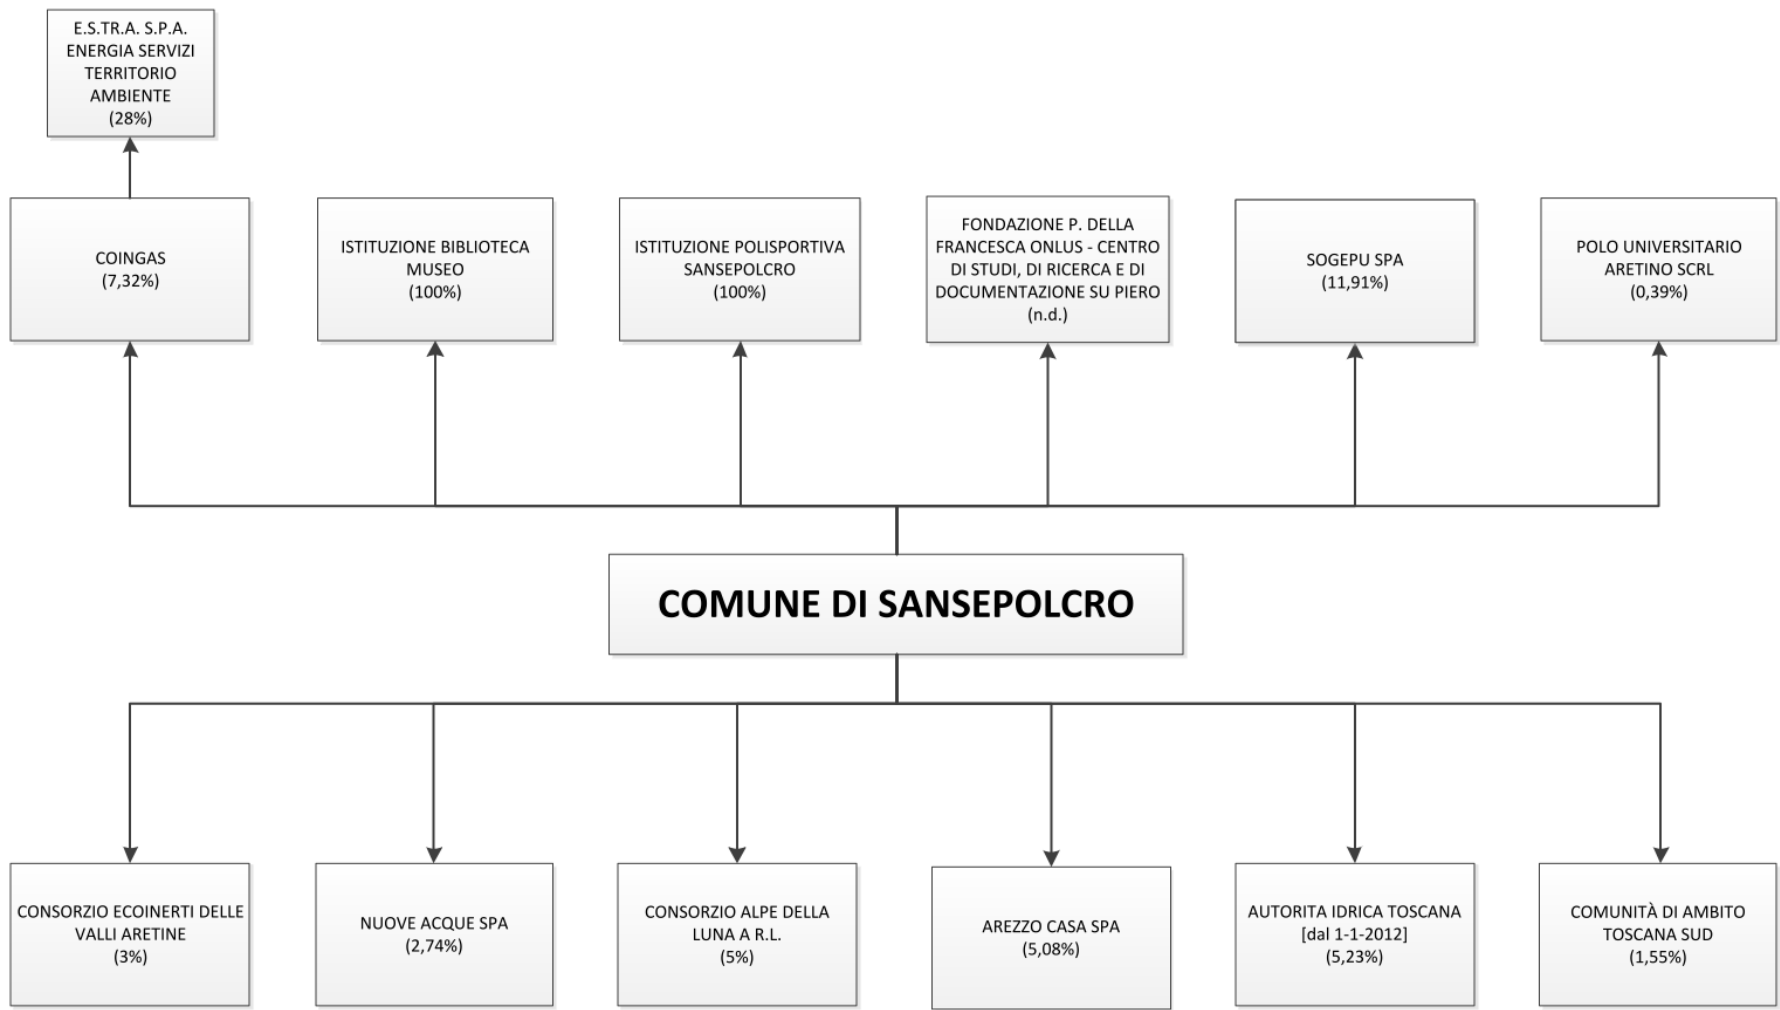 E.S.TR.A. S.P.A.
ENERGIA SERVIZI
TERRITORIO
AMBIENTE
(28%)
COINGAS
(7,32%)
ISTITUZIONE BIBLIOTECA
MUSEO
(100%)
ISTITUZIONE POLISPORTIVA
SANSEPOLCRO
(100%)
FONDAZIONE P. DELLA
FRANCESCA ONLUS - CENTRO
DI STUDI, DI RICERCA E DI
DOCUMENTAZIONE SU PIERO
(n.d.)
SOGEPU SPA
(11,91%)
POLO UNIVERSITARIO
ARETINO SCRL
(0,39%)
COMUNE DI SANSEPOLCRO
CONSORZIO ECOINERTI DELLE
VALLI ARETINE
(3%)
NUOVE ACQUE SPA
(2,74%)
CONSORZIO ALPE DELLA
LUNA A R.L.
(5%)
AREZZO CASA SPA
(5,08%)
AUTORITA IDRICA TOSCANA
[dal 1-1-2012]
(5,23%)
COMUNITÀ DI AMBITO
TOSCANA SUD
(1,55%)